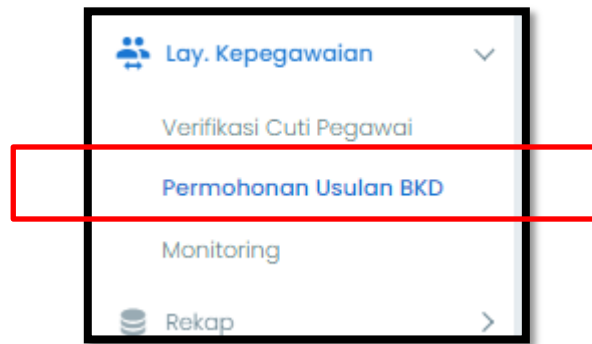 Lay. Kepegawaian
Verifikasi Cuti Pegawai
Permohonan Usulan BKD
Monitoring
Rekap